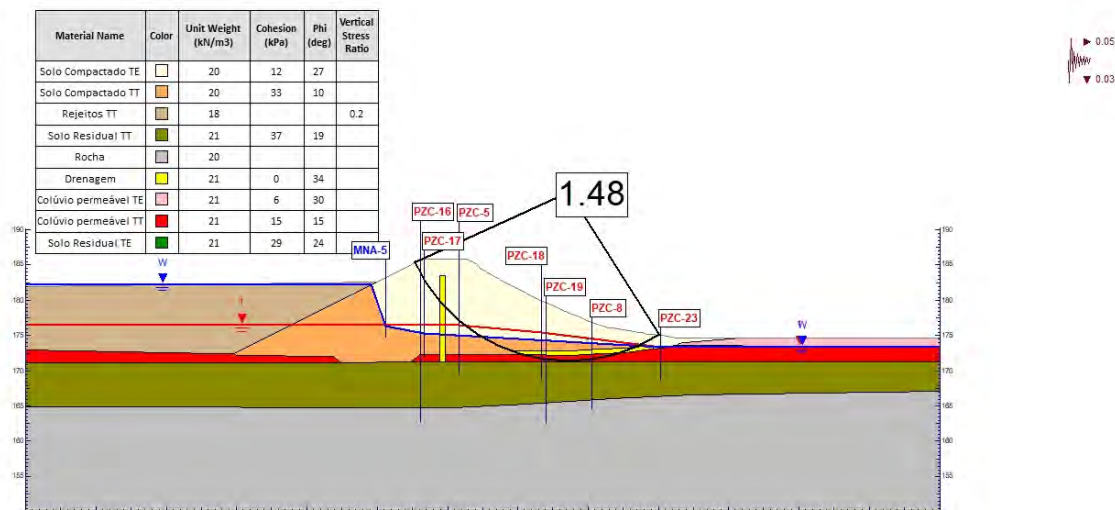 Material Name Color Unit Weight (kN/m3) Cohesion (kPa) Phi (deg) Vertical Stress Ratio
Solo Compactado TE 20 12 27
Solo Compactado TT 20 33 10
Rejeitos TT 18 0.2
Solo Residual TT 21 37 19
Rocha 20
Drenagem 21 0 34
Colúvio permeável TE 21 6 30
Colúvio permeável TT 21 15 15
Solo Residual TE 21 29 24
0.05
0.03
1.48
PZC-16 PZC-5
MNA-5 PZC-17
PZC-18
PZC-19
PZC-8
PZC-23
W
W
190
185
180
175
170
165
160
155
190
185
180
175
170
165
160
155